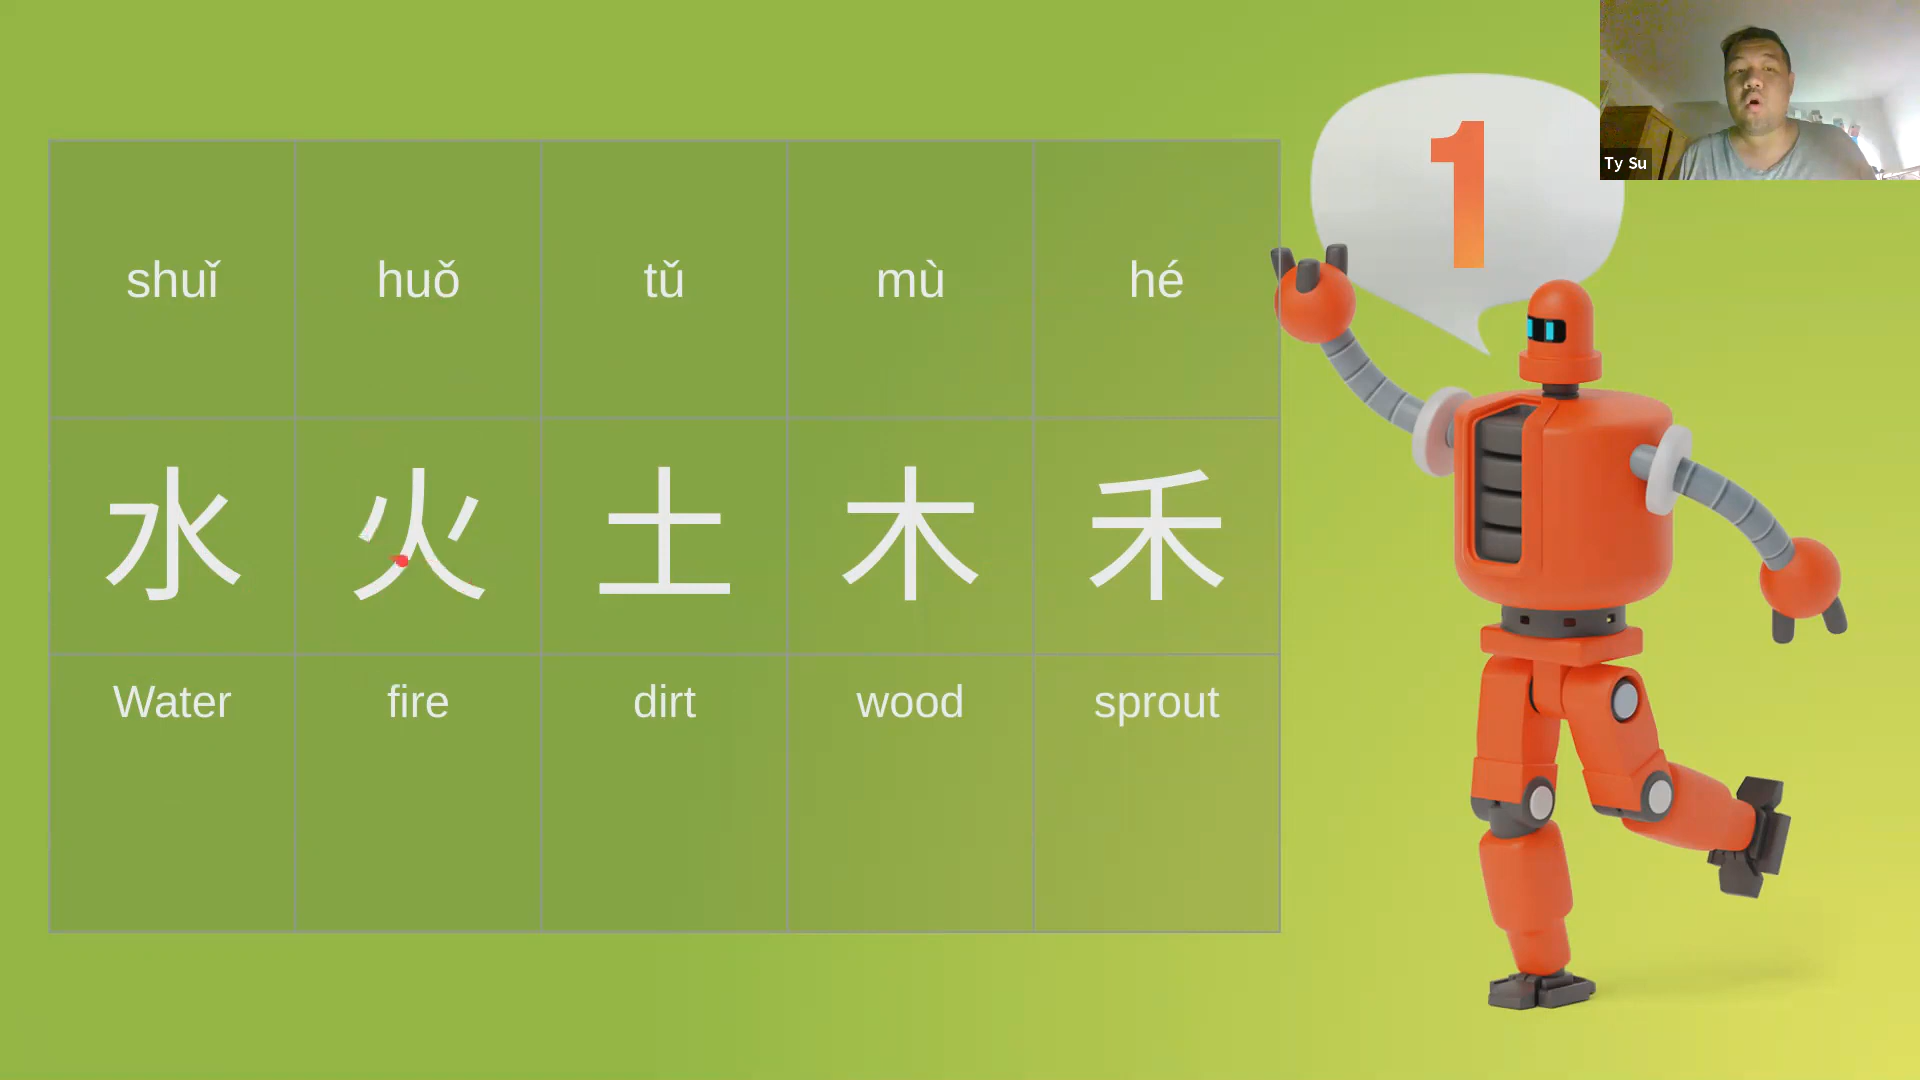 shuǐ huǒ tǔ mù hé
水 火 土 木 禾
Water fire dirt wood sprout
1
Ty Su